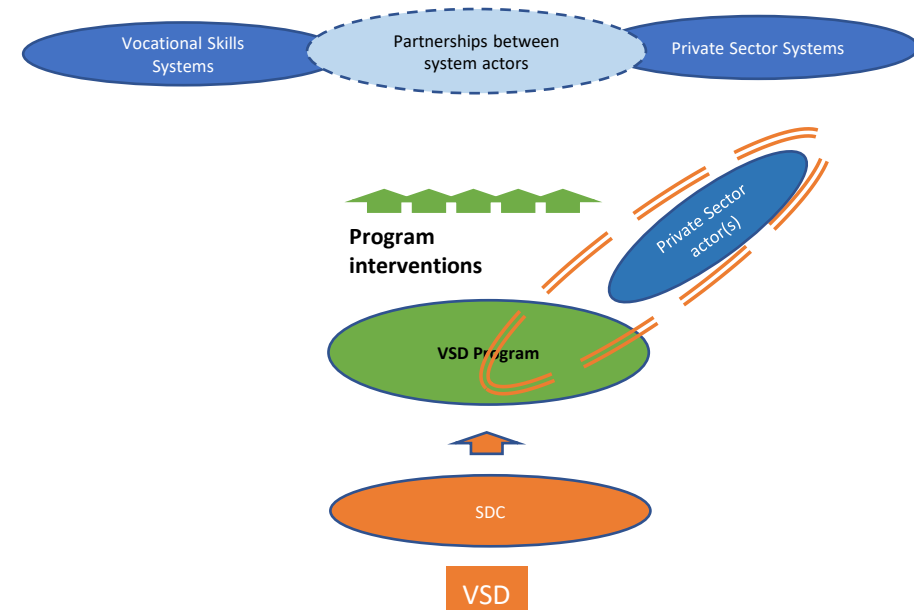 Vocational Skills
Systems
Partnerships between
system actors
Private Sector Systems
Private Sector
actor(s)
Program
interventions
VSD Program
SDC
VSD